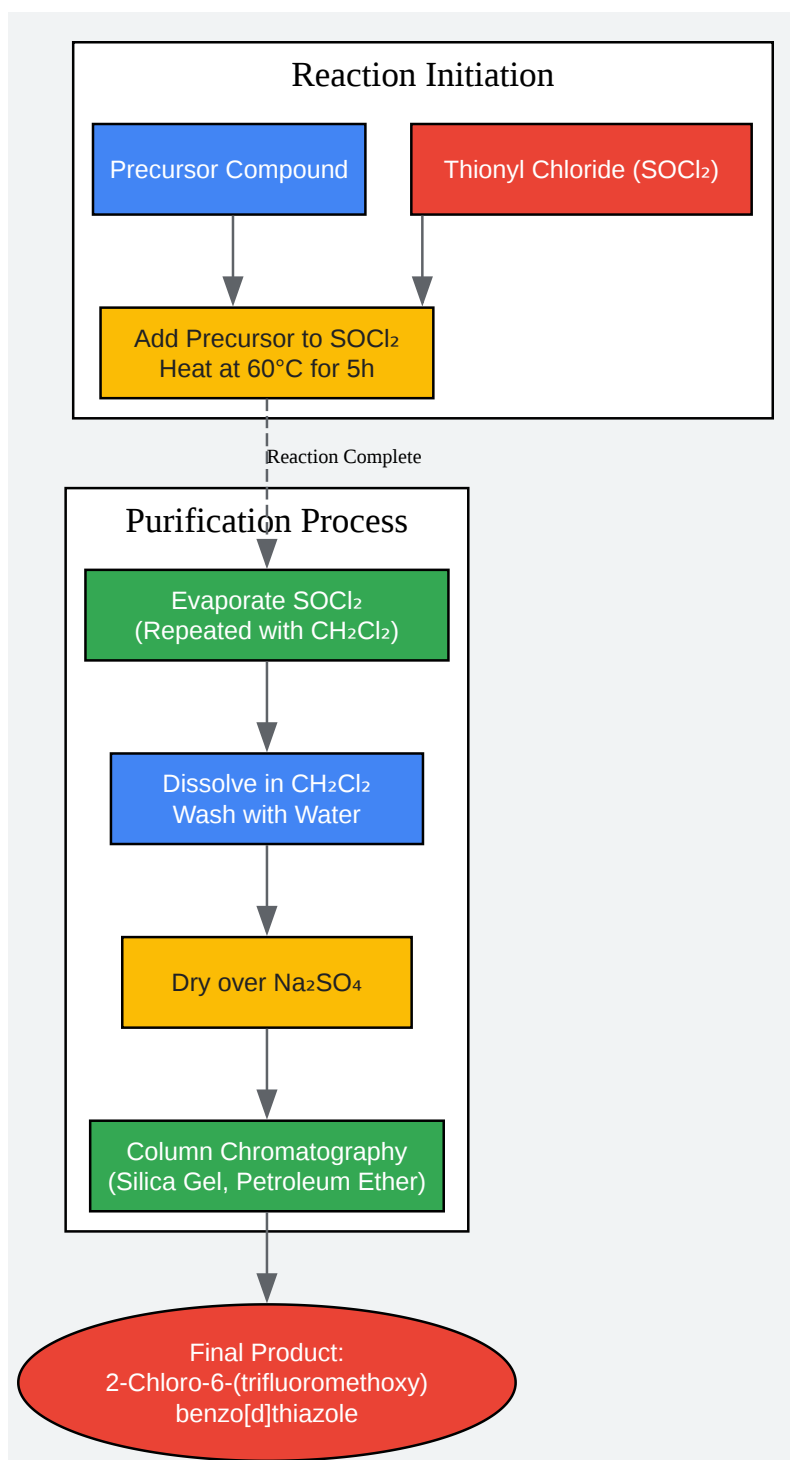 Reaction Initiation
Precursor Compound
Thionyl Chloride (SOCl₂)
Add Precursor to SOCl₂
Heat at 60°C for 5h
Reaction Complete
Purification Process
Evaporate SOCl₂
(Repeated with CH₂Cl₂)
Dissolve in CH₂Cl₂
Wash with Water
Dry over Na₂SO₄
Column Chromatography
(Silica Gel, Petroleum Ether)
Final Product:
2-Chloro-6-(trifluoromethoxy)
benzo[d]thiazole